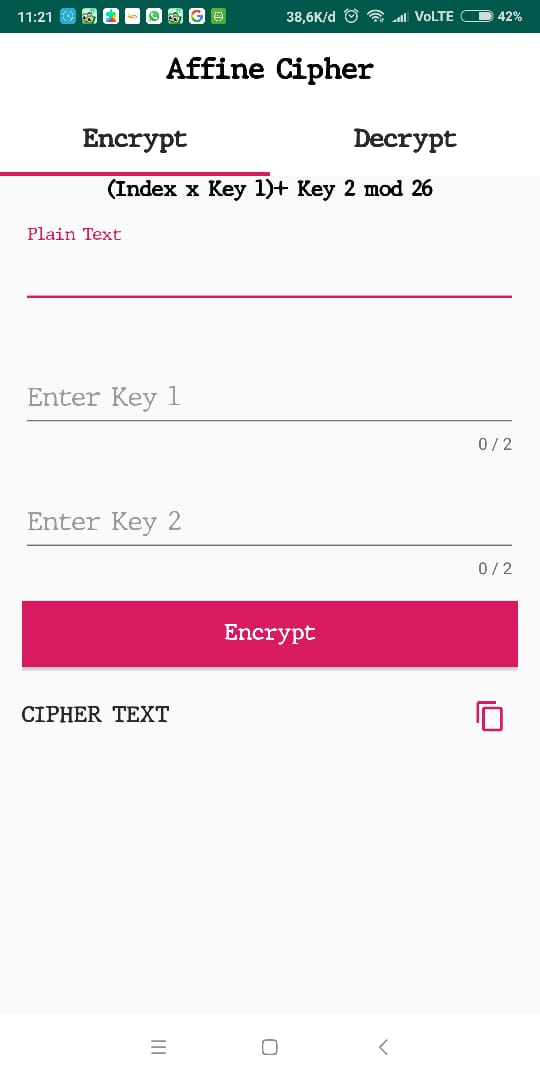 11:21 38,6K/d VoLTE 42%
Affine Cipher
Encrypt Decrypt
(Index x Key 1)+ Key 2 mod 26
Plain Text
Enter Key 1
0 / 2
Enter Key 2
0 / 2
Encrypt
CIPHER TEXT